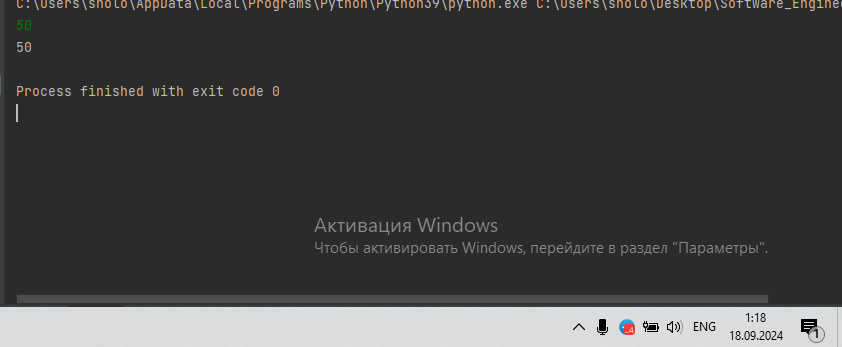 C:\Users\sholo\AppData\Local\Programs\Python\Python39\python.exe C:\Users\sholo\Desktop\Software_Engine
50
50
Process finished with exit code 0
Активация Windows
Чтобы активировать Windows, перейдите в раздел "Параметры".
ENG
1:18
18.09.2024
1